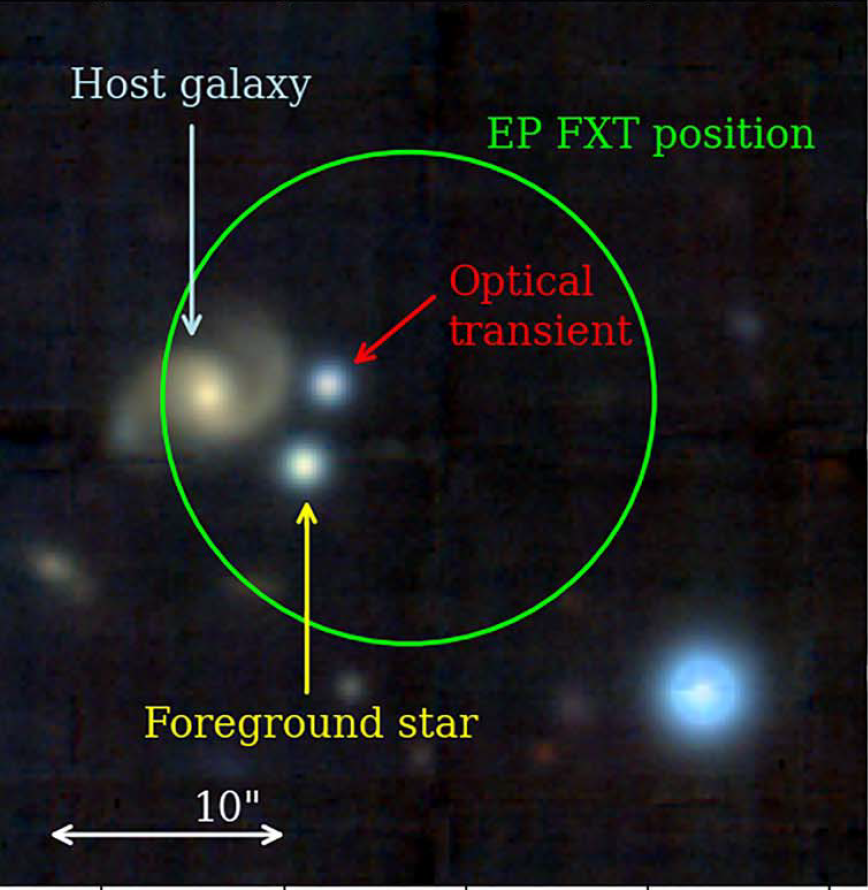 Host galaxy
EP FXT position
Optical
transient
Foreground star
10"